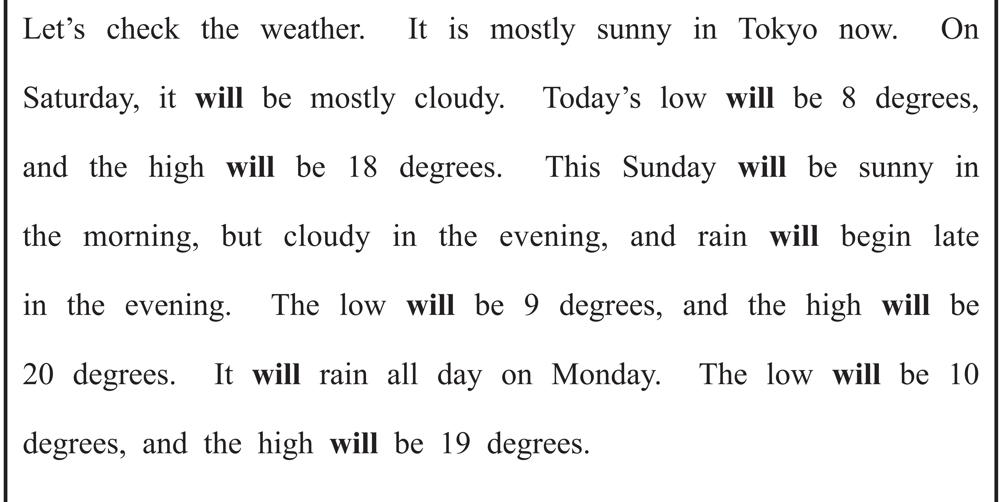 Let’s check the weather. It is mostly sunny in Tokyo now. On
Saturday, it will be mostly cloudy. Today’s low will be 8 degrees,
and the high will be 18 degrees. This Sunday will be sunny in
the morning, but cloudy in the evening, and rain will begin late
in the evening. The low will be 9 degrees, and the high will be
20 degrees. It will rain all day on Monday. The low will be 10
degrees, and the high will be 19 degrees.